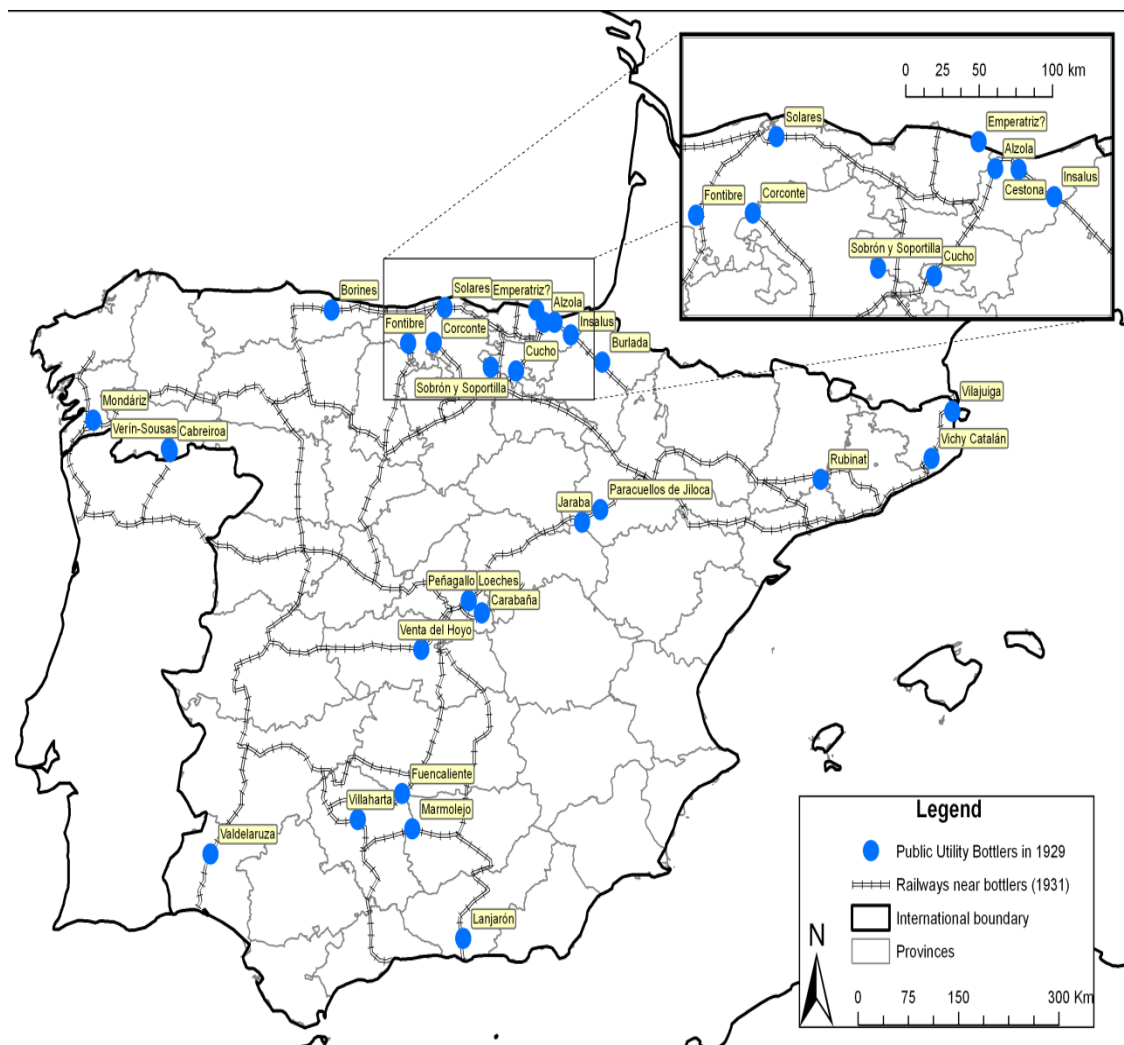 0 25 50 100 km
Solares
Emperatriz?
Alzola
Cestona
Insalus
Fontibre
Corconte
Sobrón y Soportilla
Cucho
Borines
Solares
Emperatriz?
Alzola
Fontibre
Corconte
Insalus
Cucho
Burlada
Sobrón y Soportilla
Mondáriz
Verín-Sousas
Cabreiroa
Vilajuiga
Vichy Catalán
Rubinat
Paracuellos de Jiloca
Jaraba
Peñagallo
Loeches
Carabaña
Venta del Hoyo
Fuencaliente
Villaharta
Marmolejo
Valdelaruza
Lanjarón
Legend
Public Utility Bottlers in 1929
Railways near bottlers (1931)
International boundary
Provinces
N
0 75 150 300 Km